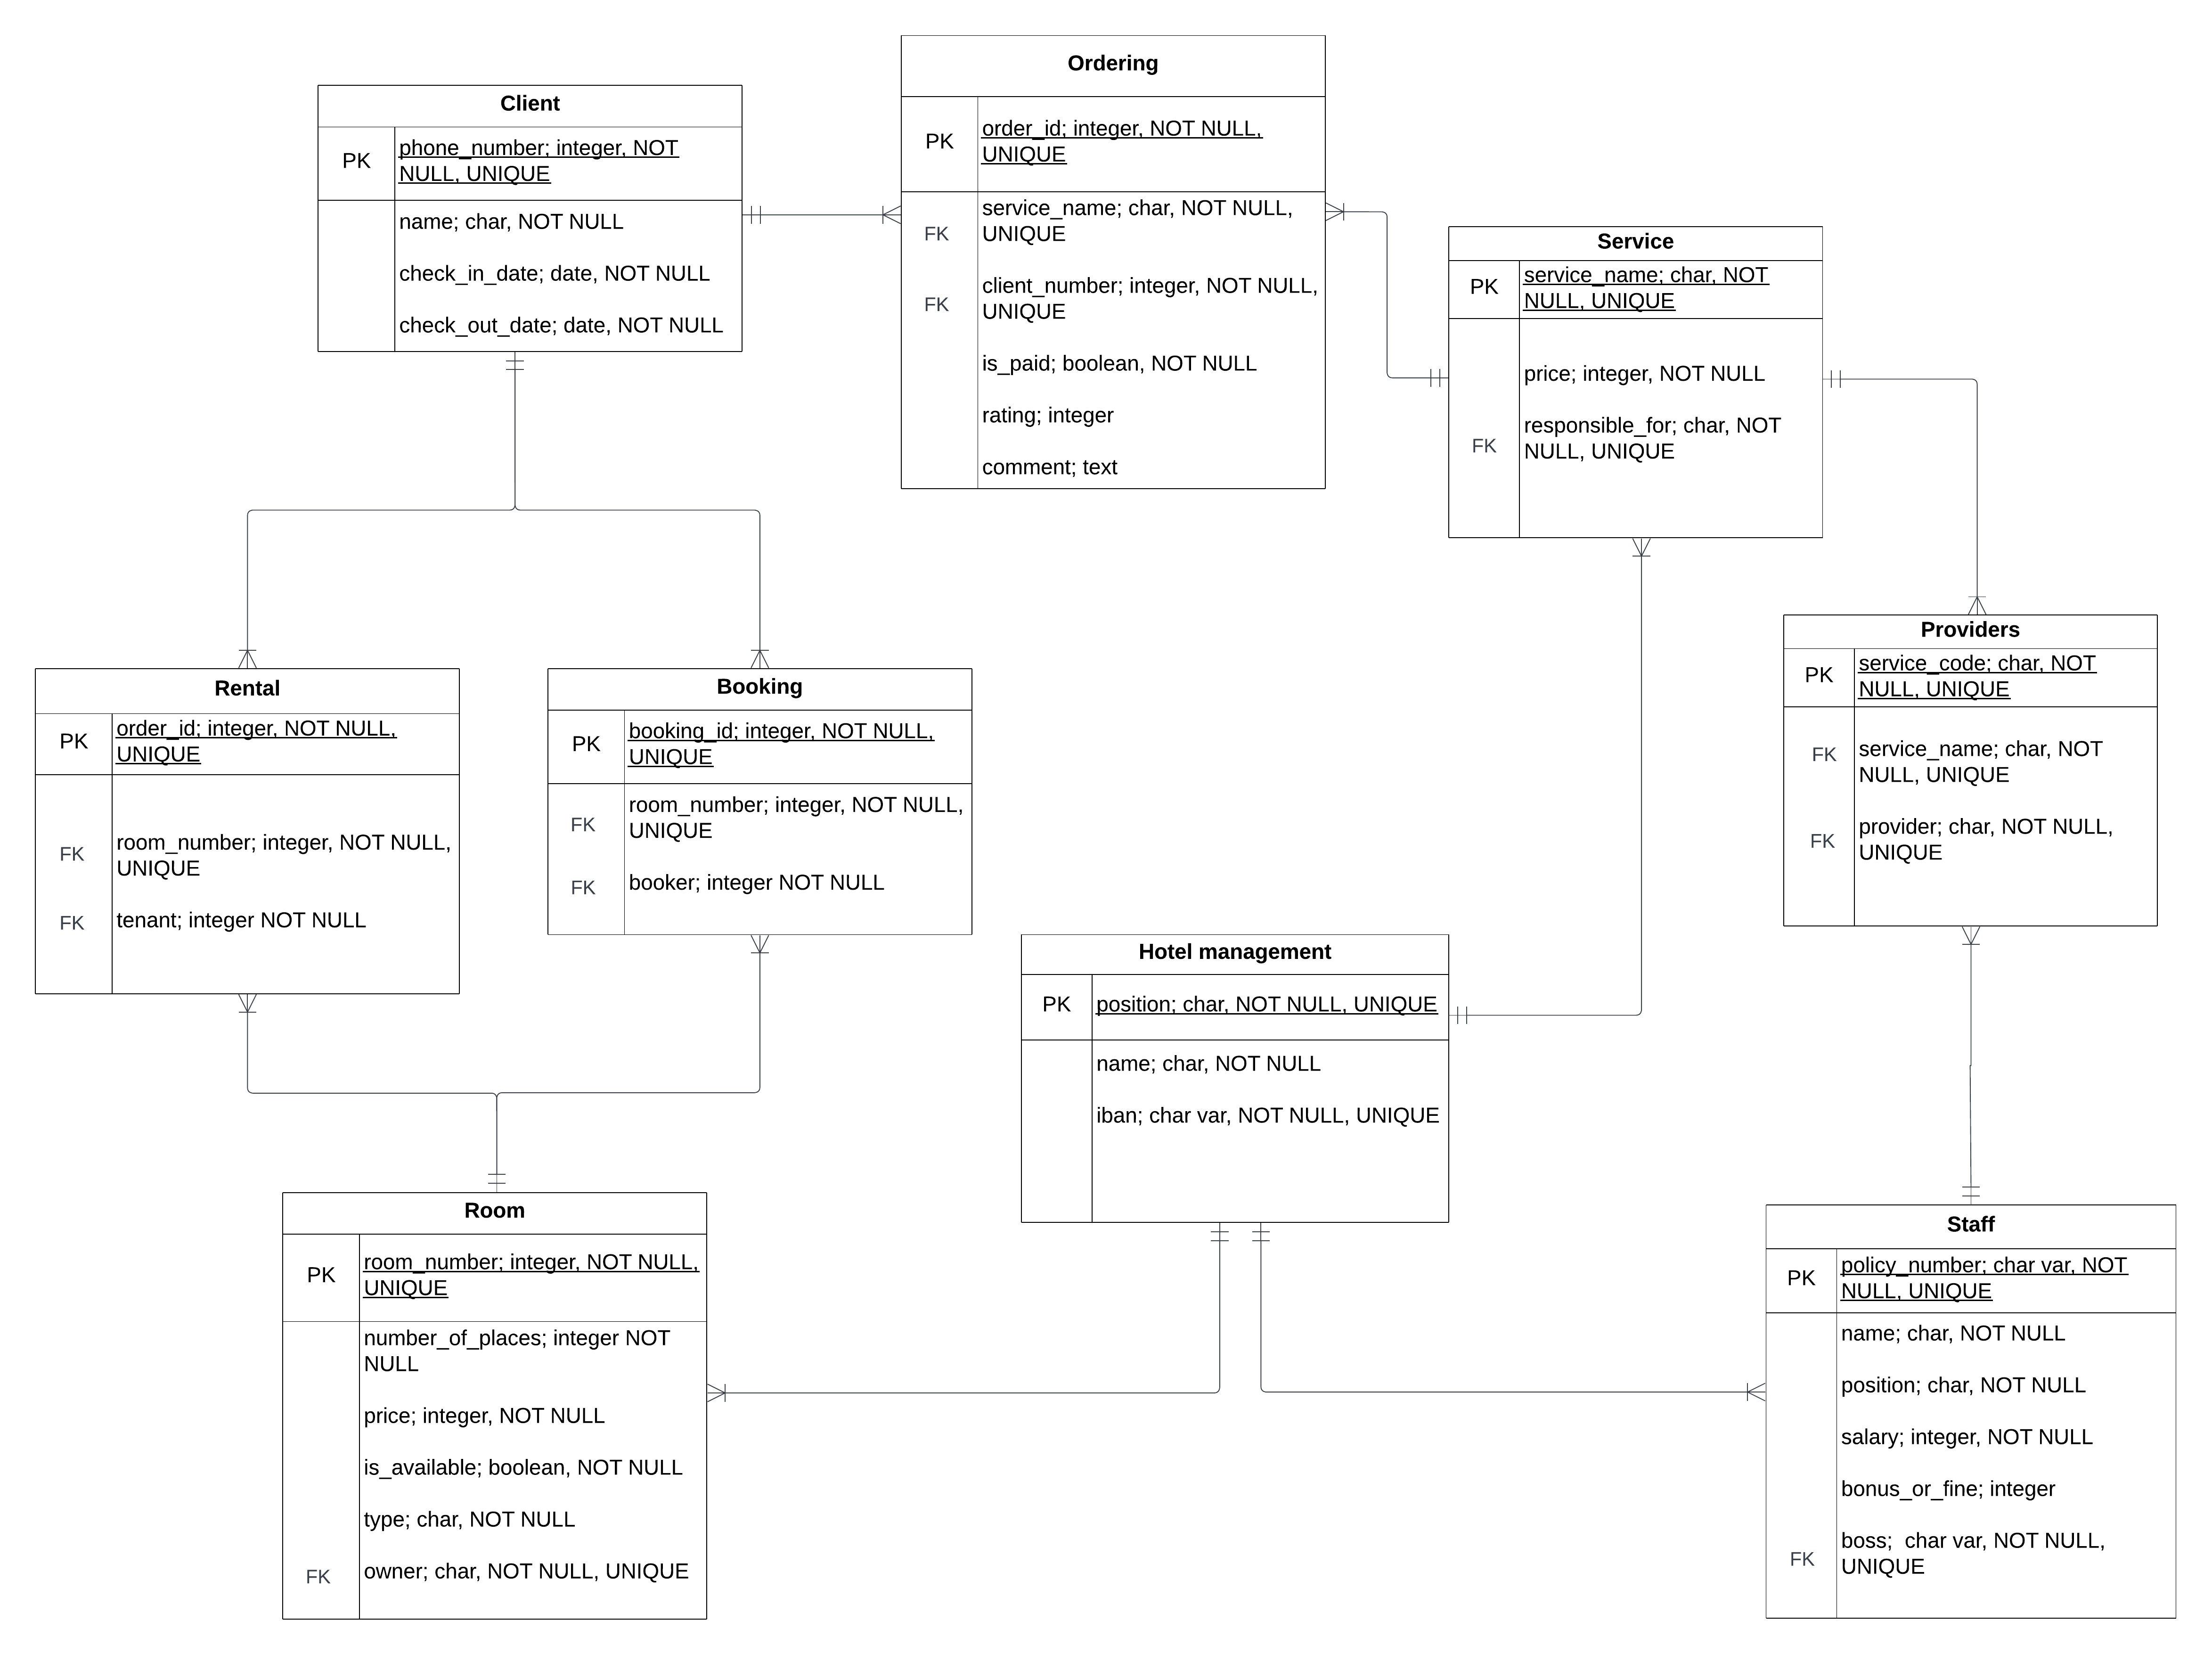 Ordering
PK
order_id; integer, NOT NULL,
UNIQUE
FK
service_name; char, NOT NULL,
UNIQUE
FK
client_number; integer, NOT NULL,
UNIQUE
is_paid; boolean, NOT NULL
rating; integer
comment; text
Client
PK
phone_number; integer, NOT
NULL, UNIQUE
name; char, NOT NULL
check_in_date; date, NOT NULL
check_out_date; date, NOT NULL
Service
PK
service_name; char, NOT
NULL, UNIQUE
price; integer, NOT NULL
FK
responsible_for; char, NOT
NULL, UNIQUE
Providers
PK
service_code; char, NOT
NULL, UNIQUE
FK
service_name; char, NOT
NULL, UNIQUE
FK
provider; char, NOT NULL,
UNIQUE
Rental
PK
order_id; integer, NOT NULL,
UNIQUE
FK
room_number; integer, NOT NULL,
UNIQUE
FK
tenant; integer NOT NULL
Booking
PK
booking_id; integer, NOT NULL,
UNIQUE
FK
room_number; integer, NOT NULL,
UNIQUE
FK
booker; integer NOT NULL
Hotel management
PK
position; char, NOT NULL, UNIQUE
name; char, NOT NULL
iban; char var, NOT NULL, UNIQUE
Room
PK
room_number; integer, NOT NULL,
UNIQUE
number_of_places; integer NOT
NULL
price; integer, NOT NULL
is_available; boolean, NOT NULL
type; char, NOT NULL
FK
owner; char, NOT NULL, UNIQUE
Staff
PK
policy_number; char var, NOT
NULL, UNIQUE
name; char, NOT NULL
position; char, NOT NULL
salary; integer, NOT NULL
bonus_or_fine; integer
FK
boss;  char var, NOT NULL,
UNIQUE